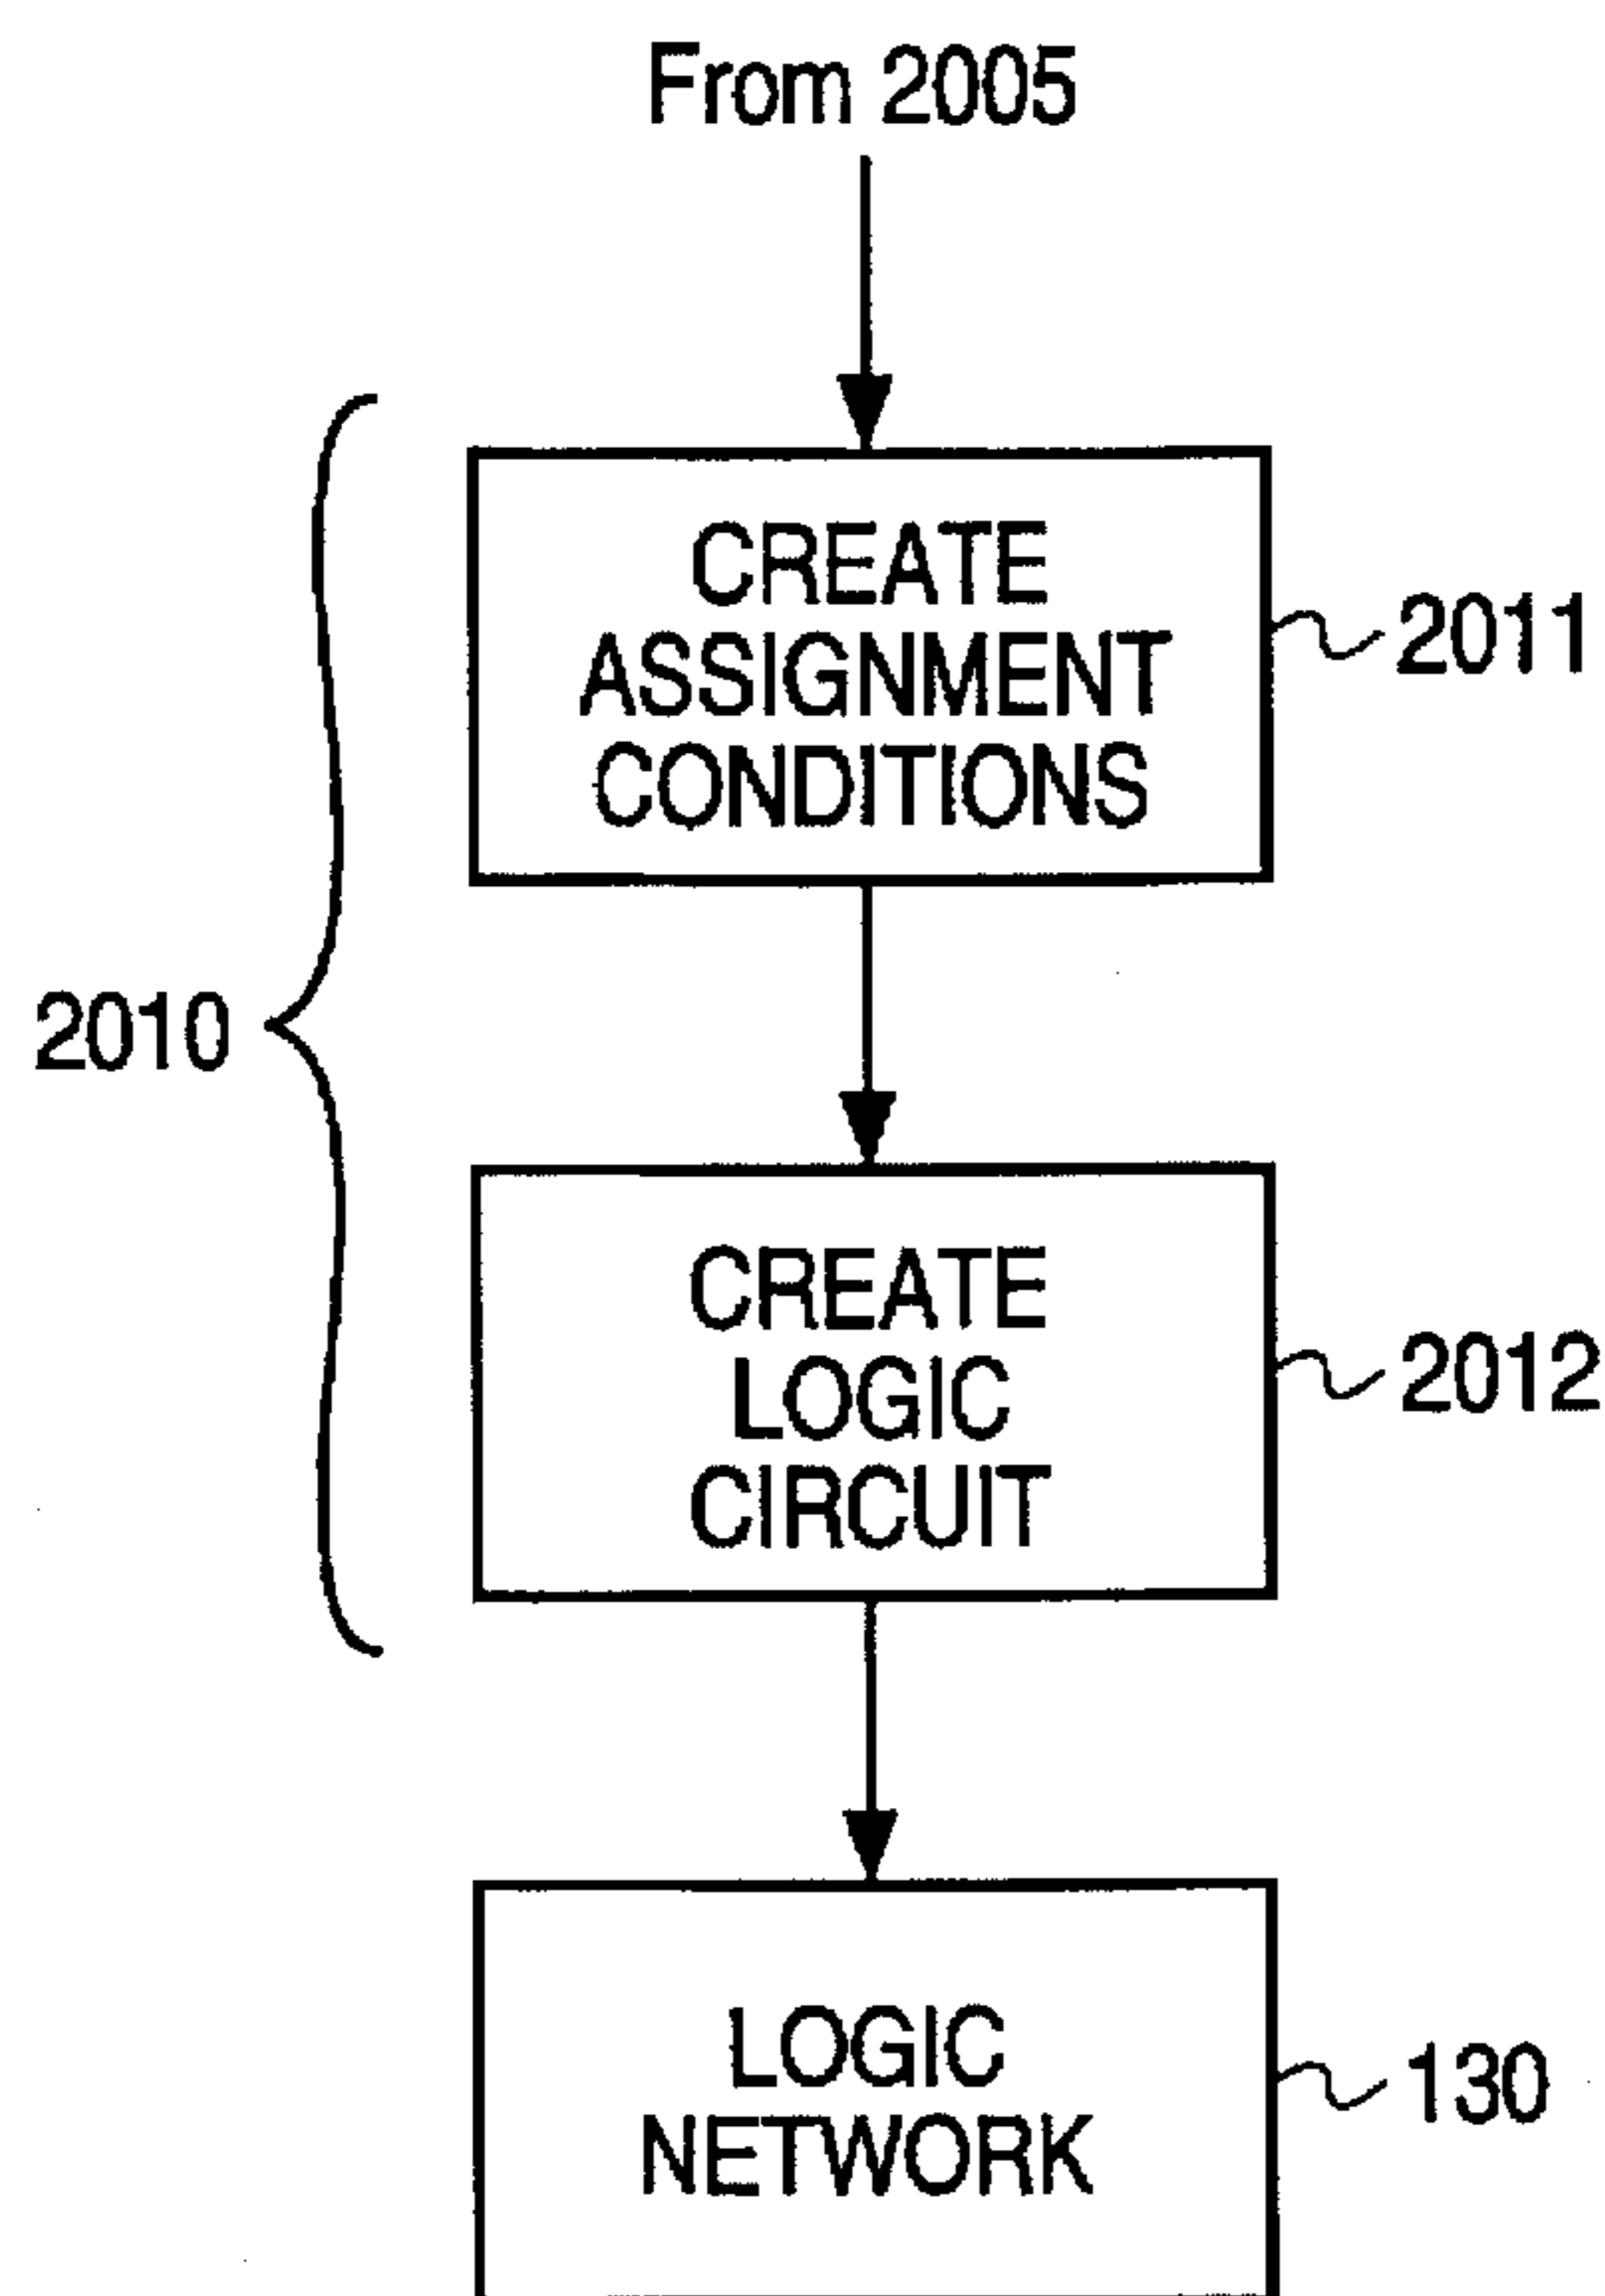 From 2005
CREATE
ASSIGNMENT
CONDITIONS
2011
2010
CREATE
LOGIC
CIRCUIT
2012
LOGIC
NETWORK
130